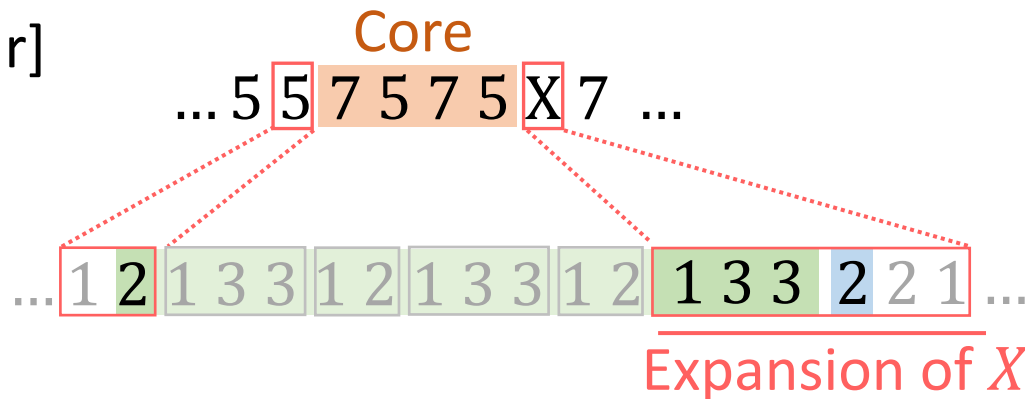 Core
r]
... 5 5 7 5 7 5 X 7 ...
... 1 2 1 3 3 1 2 1 3 3 1 2 1 3 3 2 2 1 ...
Expansion of X